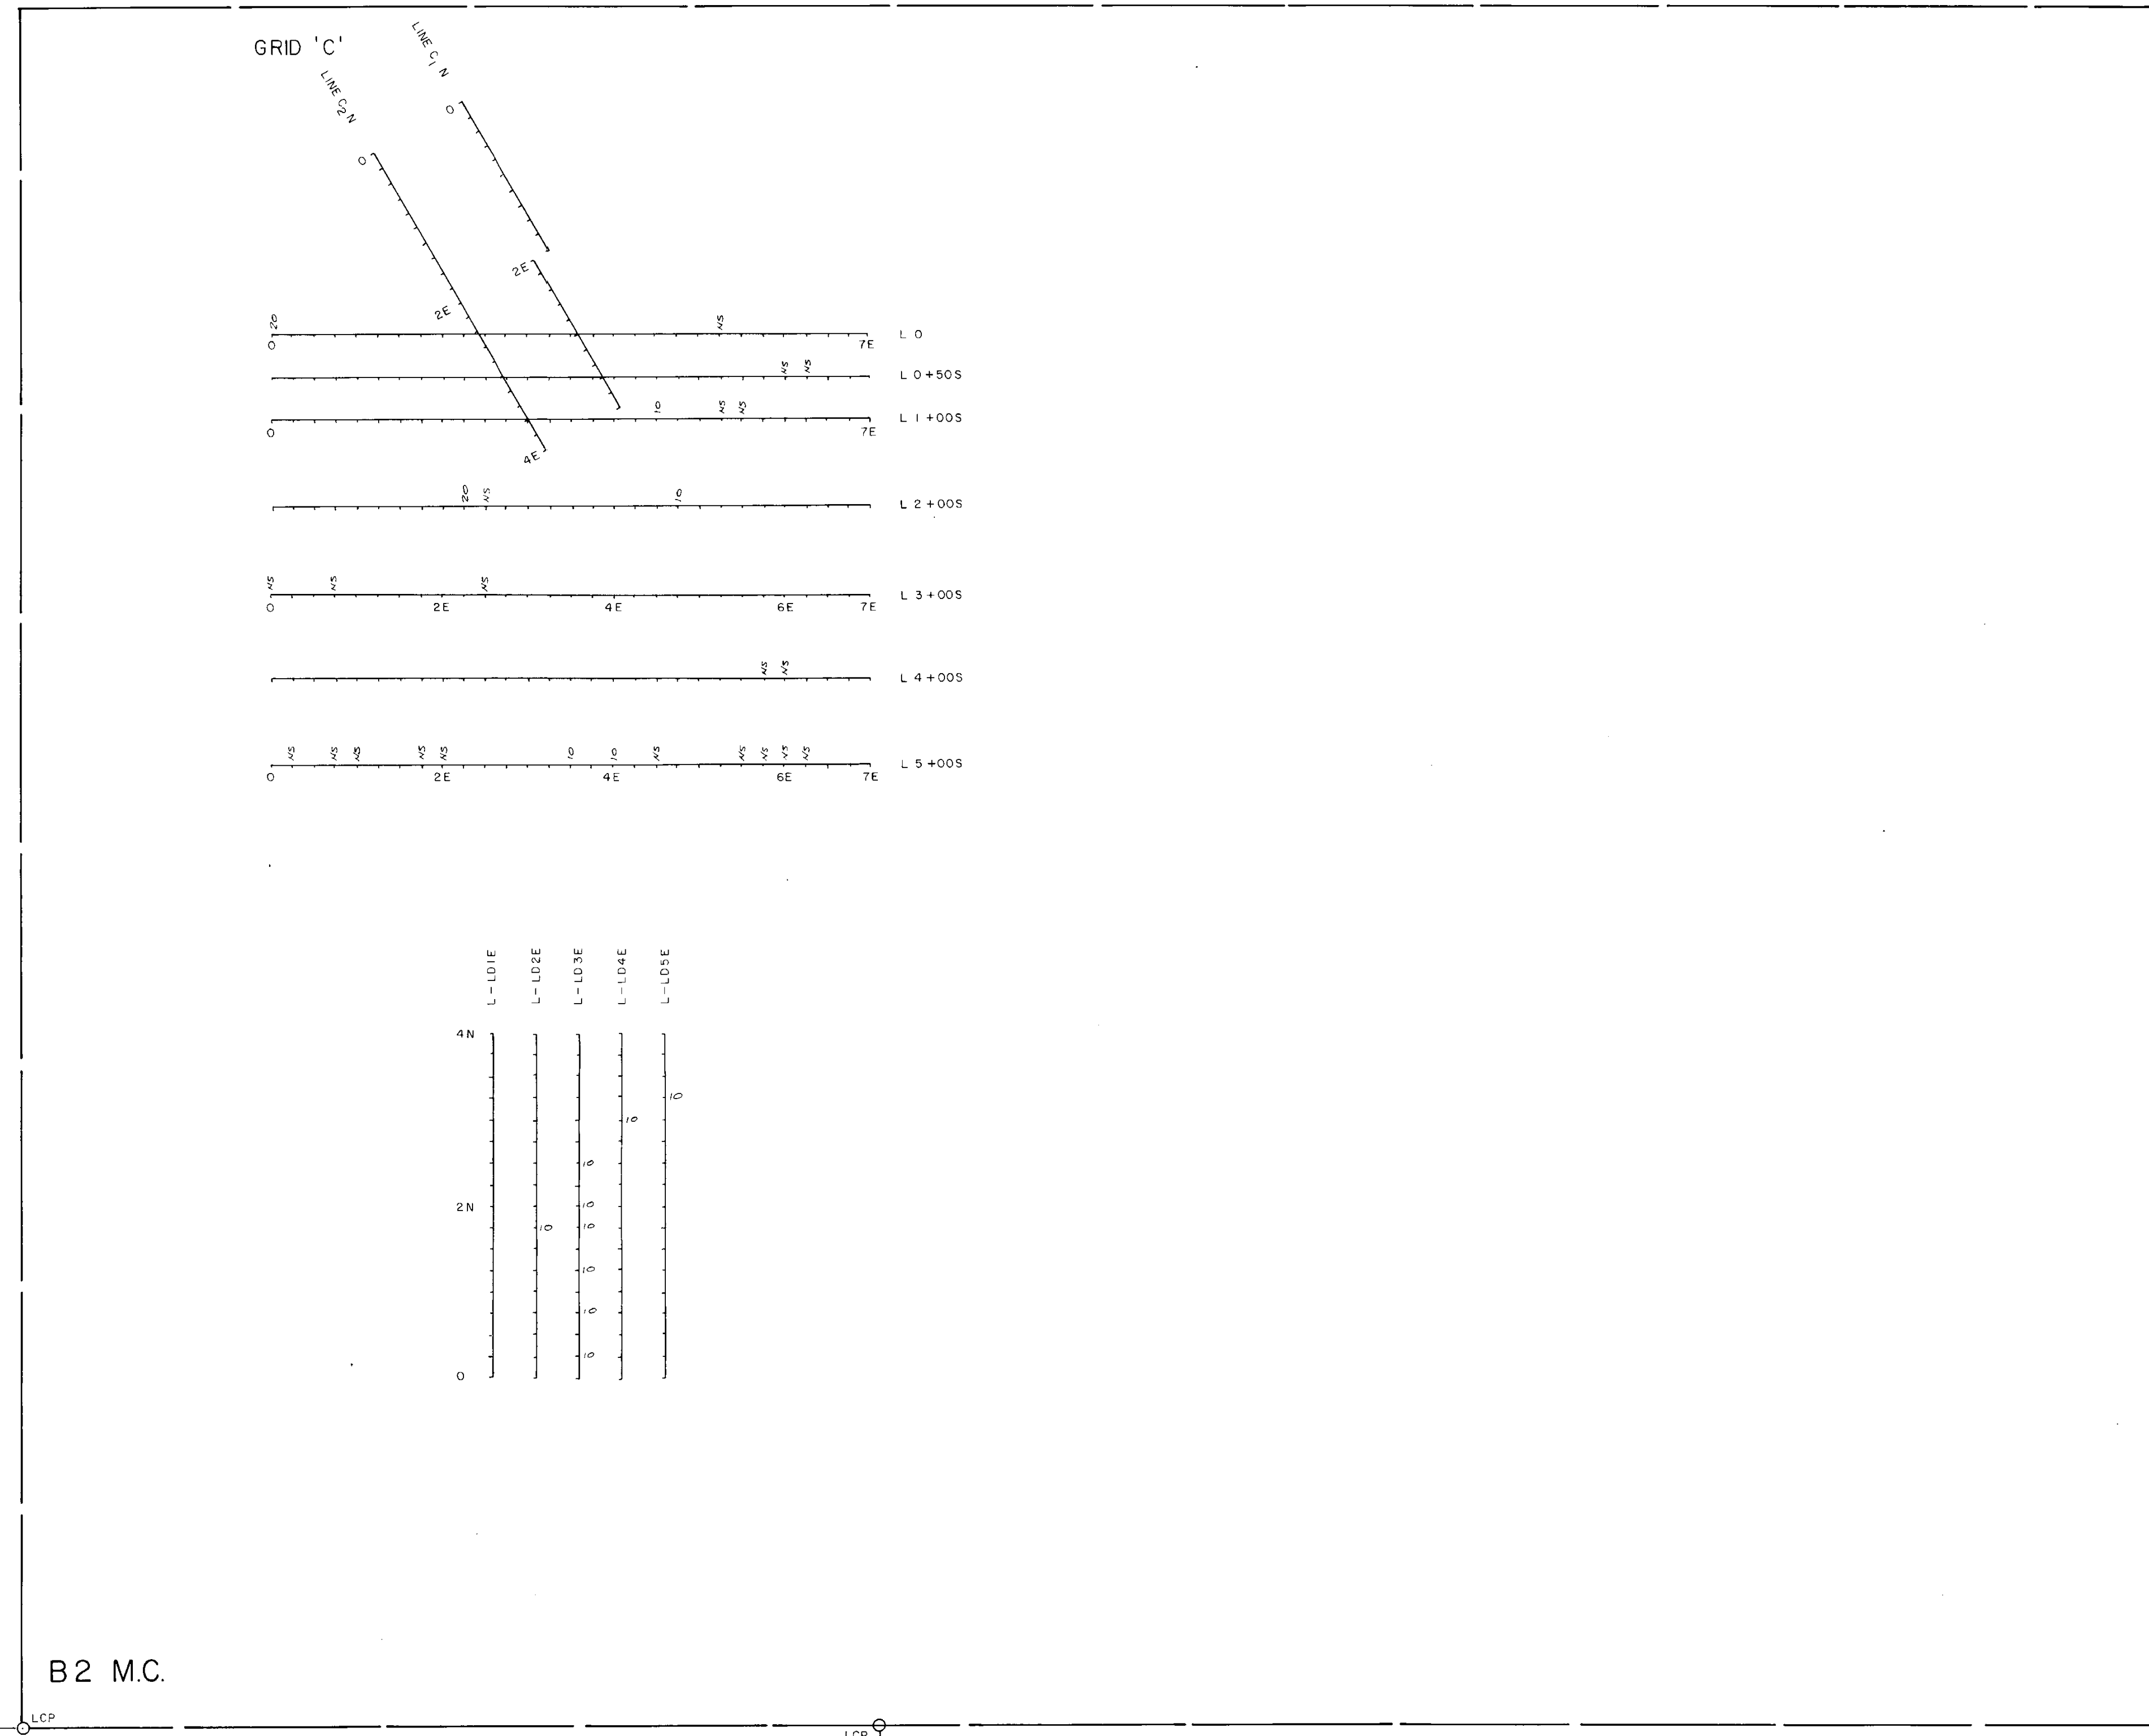 GRID 'C'
LINE C1 N
LINE C2 N
0
0
2E
2E
20 NS
0 7E L 0
NS NS
L 0+50S
10 NS NS
0 7E L 1+00S
4E
20 NS 10
L 2+00S
NS NS NS
0 2E 4E 6E 7E L 3+00S
NS NS
L 4+00S
NS NS NS NS NS 10 10 NS NS NS NS NS
0 2E 4E 6E 7E L 5+00S
L-LD1E L-LD2E L-LD3E L-LD4E L-LD5E
4N
10
10
10
2N 10
10 10
10
10
10
0
B2 M.C.
LCP
LCP